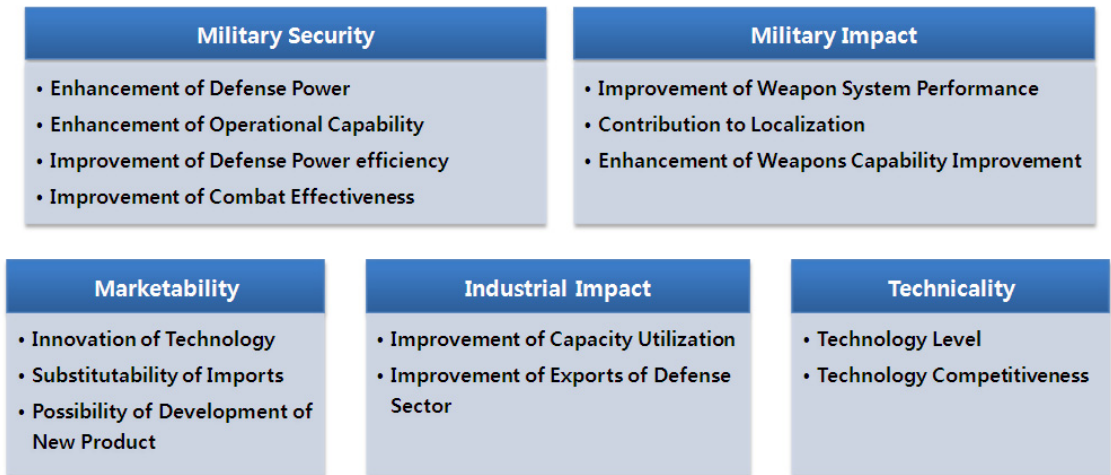 Military Security
• Enhancement of Defense Power
• Enhancement of Operational Capability
• Improvement of Defense Power efficiency
• Improvement of Combat Effectiveness
Military Impact
• Improvement of Weapon System Performance
• Contribution to Localization
• Enhancement of Weapons Capability Improvement
Marketability
• Innovation of Technology
• Substitutability of Imports
• Possibility of Development of
New Product
Industrial Impact
• Improvement of Capacity Utilization
• Improvement of Exports of Defense
Sector
Technicality
• Technology Level
• Technology Competitiveness